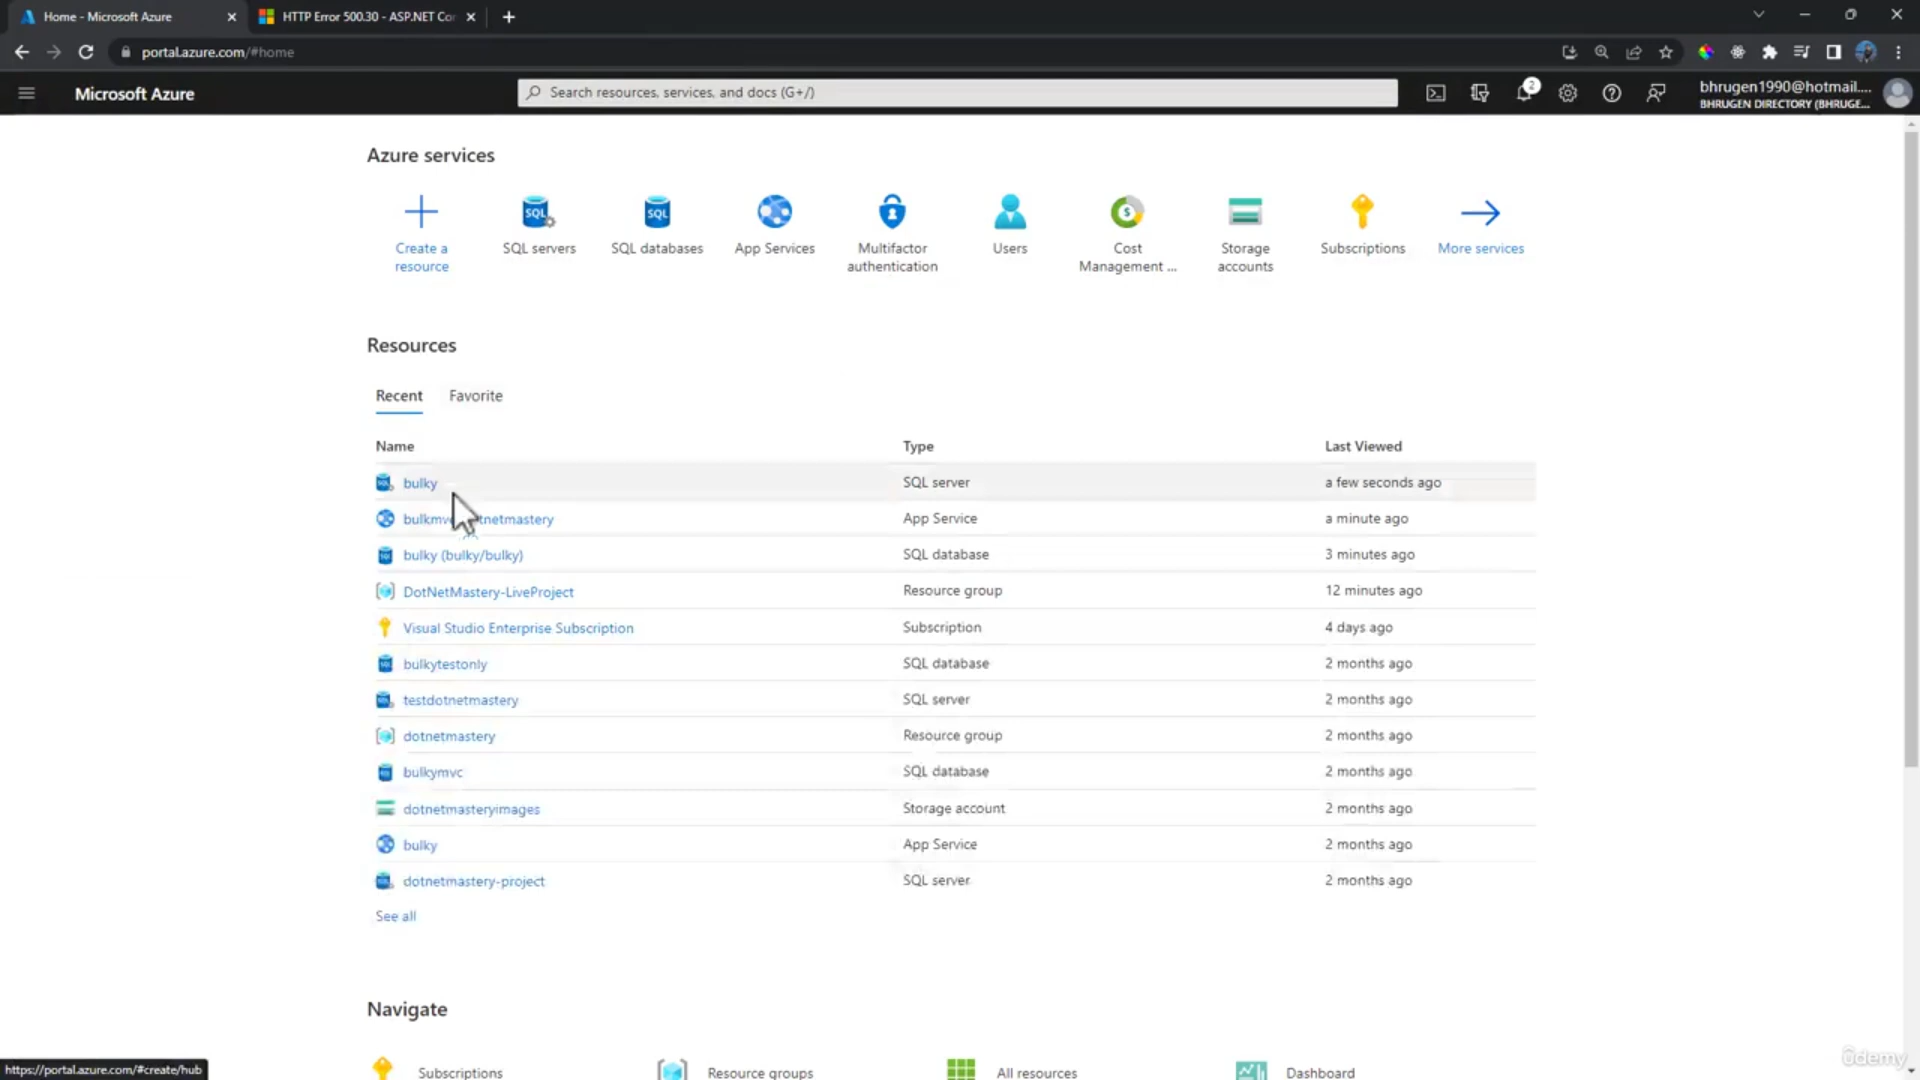 Home - Microsoft Azure
HTTP Error 500.30 - ASP.NET Cor
portal.azure.com/#home
Microsoft Azure
Search resources, services, and docs (G+/)
2
bhrugen1990@hotmail....
BHRUGEN DIRECTORY (BHRUGE...
Azure services
Create a resource
SQL servers
SQL databases
App Services
Multifactor authentication
Users
Cost Management ...
Storage accounts
Subscriptions
More services
Resources
Recent
Favorite
Name Type Last Viewed
bulky SQL server a few seconds ago
App Service a minute ago
bulky (bulky/bulky) SQL database 3 minutes ago
DotNetMastery-LiveProject Resource group 12 minutes ago
Visual Studio Enterprise Subscription Subscription 4 days ago
bulkytestonly SQL database 2 months ago
testdotnetmastery SQL server 2 months ago
dotnetmastery Resource group 2 months ago
bulkymvc SQL database 2 months ago
dotnetmasteryimages Storage account 2 months ago
bulky App Service 2 months ago
dotnetmastery-project SQL server 2 months ago
See all
Navigate
Subscriptions
Resource groups
All resources
Dashboard
https://portal.azure.com/#create/hub
ûdemy